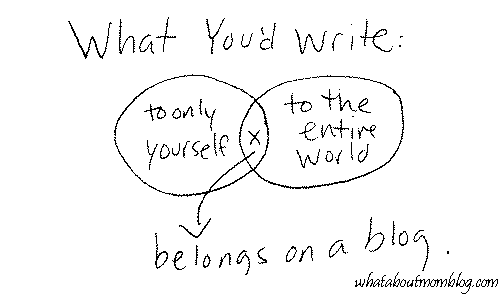 What You'd Write:
to only
yourself
x
to the
entire
world
belongs on a blog.
whataboutmomblog.com